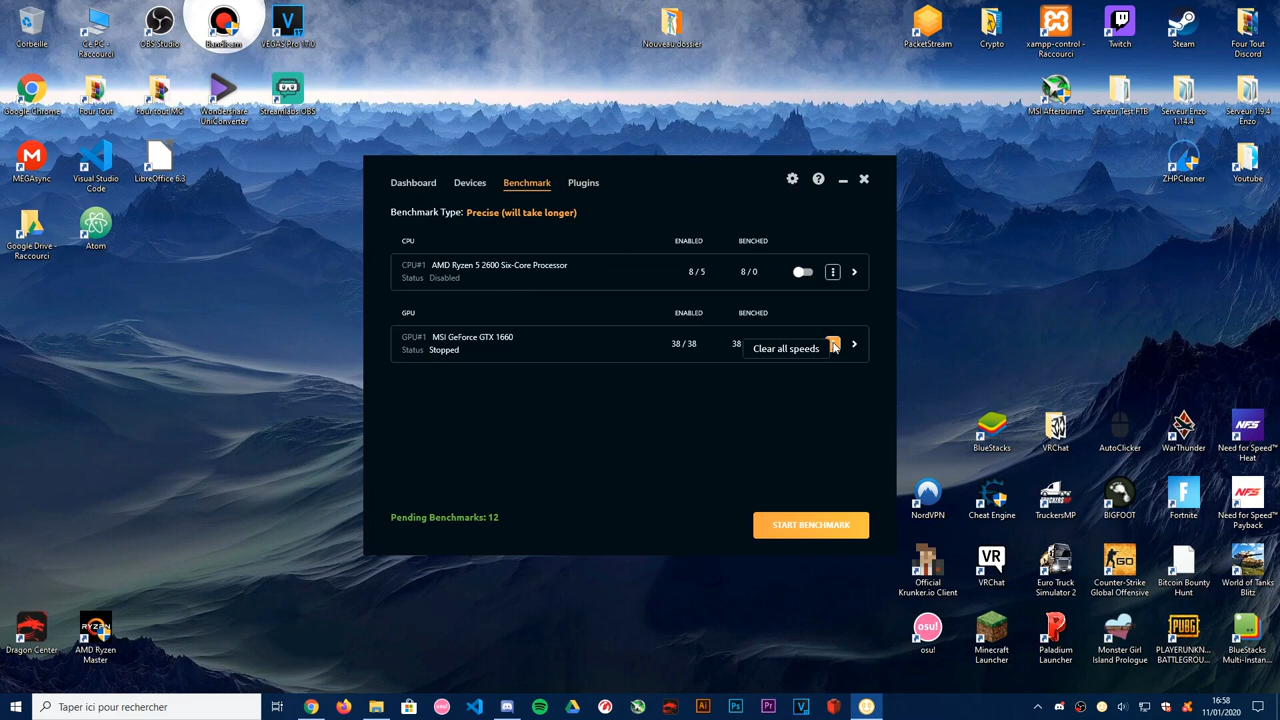 Corbeille
Ce PC -
Raccourci
OBS Studio
Bandicam
VEGAS Pro 17.0
Nouveau dossier
PacketStream
Crypto
xampp-control -
Raccourci
Twitch
Steam
Four Tout
Discord
Google Chrome
Four Tout
Four tout MC
Wondershare
UniConverter
Streamlabs OBS
MSI Afterburner
Serveur Test FTB
Serveur Enzo
1.14.4
Serveur 1.9.4
Enzo
MEGAsync
Visual Studio
Code
LibreOffice 6.3
ZHPCleaner
Youtube
Google Drive -
Raccourci
Atom
Dashboard
Devices
Benchmark
Plugins
Benchmark Type: Precise (will take longer)
CPU
ENABLED
BENCHED
CPU#1 AMD Ryzen 5 2600 Six-Core Processor
Status Disabled
8 / 5
8 / 0
GPU
ENABLED
BENCHED
GPU#1 MSI GeForce GTX 1660
Status Stopped
38 / 38
38
Clear all speeds
Pending Benchmarks: 12
START BENCHMARK
BlueStacks
VRChat
AutoClicker
WarThunder
Need for Speed™
Heat
NordVPN
Cheat Engine
TruckersMP
BIGFOOT
Fortnite
Need for Speed™
Payback
Official
Krunker.io Client
VRChat
Euro Truck
Simulator 2
Counter-Strike
Global Offensive
Bitcoin Bounty
Hunt
World of Tanks
Blitz
Dragon Center
AMD Ryzen
Master
osu!
Minecraft
Launcher
Paladium
Launcher
Monster Girl
Island Prologue
PLAYERUNKN...
BATTLEGROU...
BlueStacks
Multi-Instan...
Taper ici pour rechercher
16:58
11/01/2020